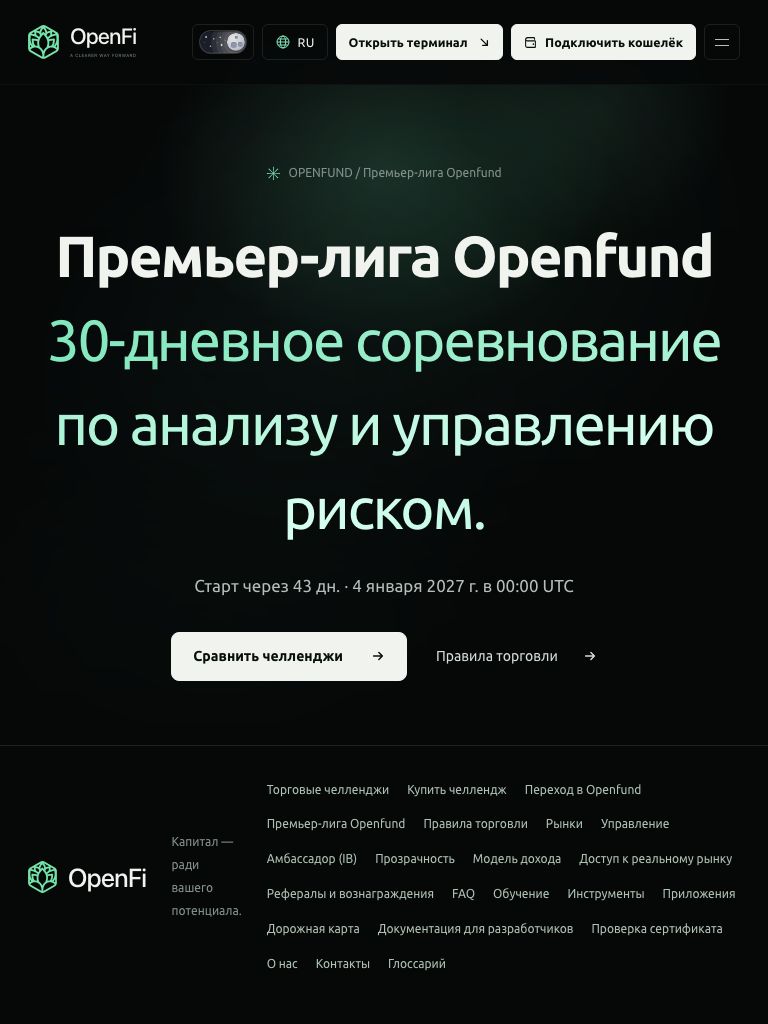 OpenFi
A CLEARER WAY FORWARD
RU
Открыть терминал
Подключить кошелёк
OPENFUND / Премьер-лига Openfund
Премьер-лига Openfund
30-дневное соревнование
по анализу и управлению
риском.
Старт через 43 дн. · 4 января 2027 г. в 00:00 UTC
Сравнить челленджи
Правила торговли
OpenFi
Капитал —
ради
вашего
потенциала.
Торговые челленджи Купить челлендж Переход в Openfund
Премьер-лига Openfund Правила торговли Рынки Управление
Амбассадор (IB) Прозрачность Модель дохода Доступ к реальному рынку
Рефералы и вознаграждения FAQ Обучение Инструменты Приложения
Дорожная карта Документация для разработчиков Проверка сертификата
О нас Контакты Глоссарий